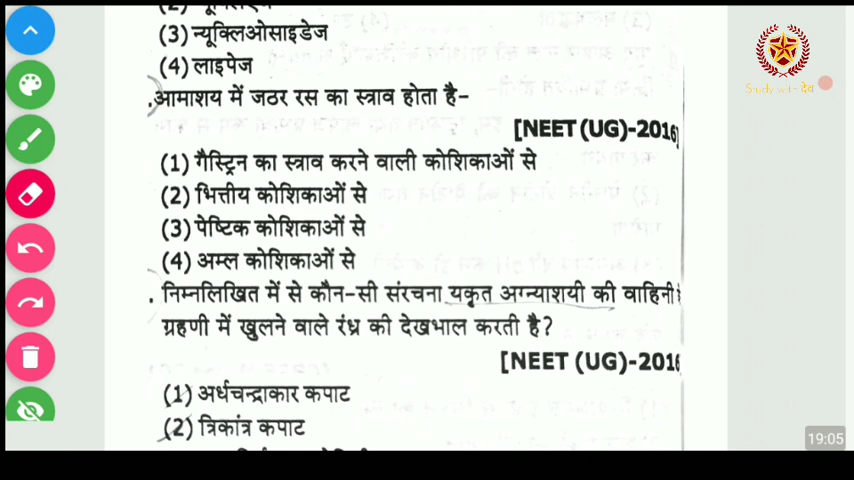 (3) न्यूक्लिओसाइडेज
(4) लाइपेज
.आमाशय में जठर रस का स्त्राव होता है–
[NEET (UG)-2016]
(1) गैस्ट्रिन का स्त्राव करने वाली कोशिकाओं से
(2) भित्तीय कोशिकाओं से
(3) पेष्टिक कोशिकाओं से
(4) अम्ल कोशिकाओं से
. निम्नलिखित में से कौन-सी संरचना यकृत अग्न्याशयी की वाहिनी
ग्रहणी में खुलने वाले रंध्र की देखभाल करती है?
[NEET (UG)-2016
(1) अर्धचन्द्राकार कपाट
(2) त्रिकांत्र कपाट
Study with देव
19:05